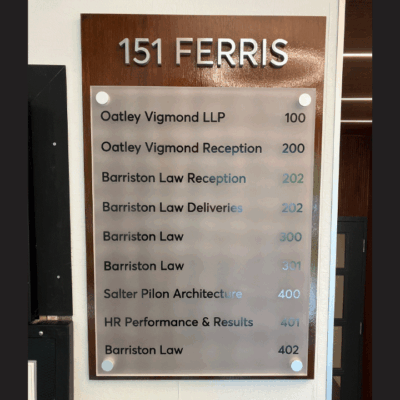 151 FERRIS
Oatley Vigmond LLP 100
Oatley Vigmond Reception 200
Barriston Law Reception 202
Barriston Law Deliveries 202
Barriston Law 300
Barriston Law 301
Salter Pilon Architecture 400
HR Performance & Results 401
Barriston Law 402